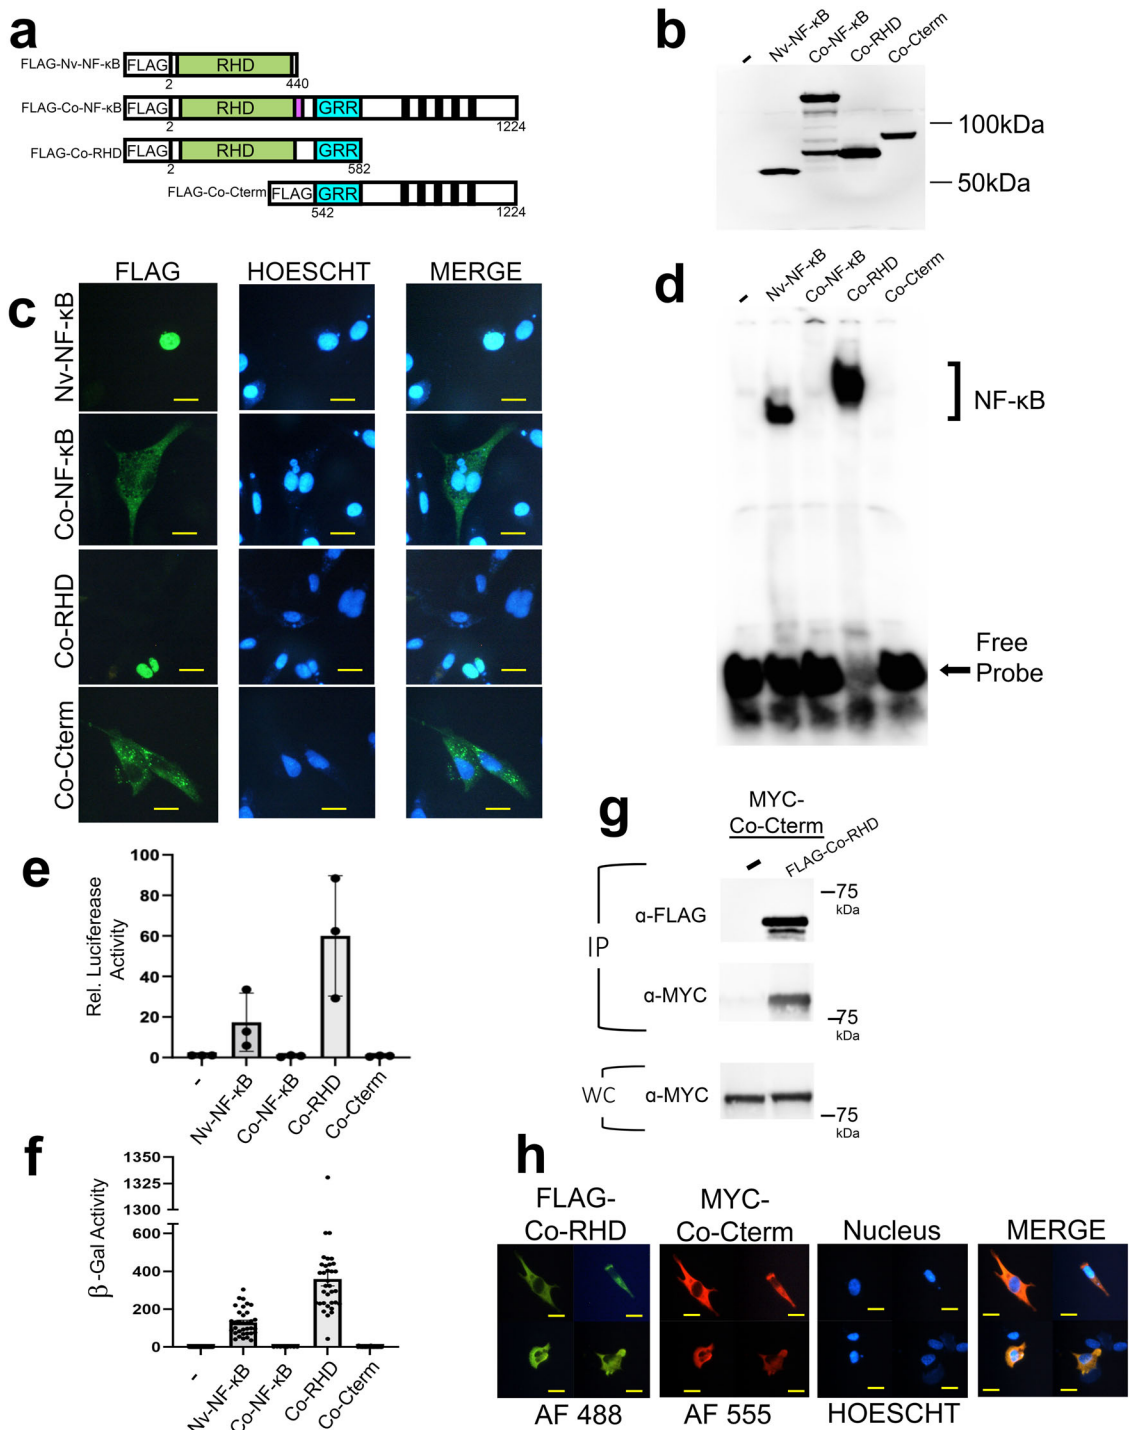 a
FLAG-Nv-NF-κB FLAG RHD
2 440
FLAG-Co-NF-κB FLAG RHD GRR
2 1224
FLAG-Co-RHD FLAG RHD GRR
2 582
FLAG-Co-Cterm FLAG GRR
542 1224
b
- Nv-NF-κB Co-NF-κB Co-RHD Co-Cterm
100kDa
50kDa
c
FLAG HOESCHT MERGE
Nv-NF-κB
Co-NF-κB
Co-RHD
Co-Cterm
d
- Nv-NF-κB Co-NF-κB Co-RHD Co-Cterm
NF-κB
Free
Probe
e
Rel. Luciferease
Activity
100
80
60
40
20
0
- Nv-NF-κB Co-NF-κB Co-RHD Co-Cterm
f
β-Gal Activity
1350
1325
1300
600
400
200
0
- Nv-NF-κB Co-NF-κB Co-RHD Co-Cterm
g
MYC-
Co-Cterm
- FLAG-Co-RHD
IP
α-FLAG
75
kDa
α-MYC
75
kDa
WC
α-MYC
75
kDa
h
FLAG-
Co-RHD
MYC-
Co-Cterm
Nucleus MERGE
AF 488 AF 555 HOESCHT